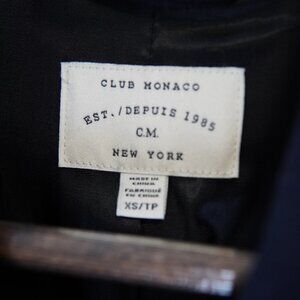 CLUB MONACO
EST./DEPUIS 1985
C.M.
NEW YORK
MADE IN
CHINA
FABRIQUÉ
EN CHINE
XS/TP